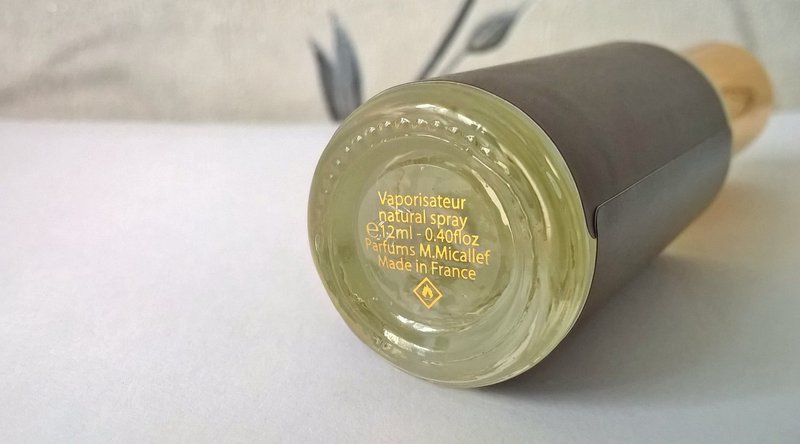 Vaporisateur
natural spray
℮12ml - 0.40floz
Parfums M.Micallef
Made in France